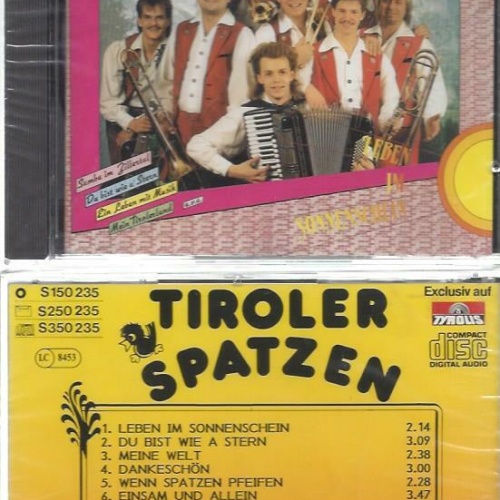 Samba im Zillertal
Du bist wie a Stern
Ein Leben mit Musik
Mein Tirolerland u.v.a.
LEBEN
IM
SONNENSCHEIN
S 150 235
S 250 235
S 350 235
LC 8453
TIROLER
SPATZEN
Exclusiv auf
TYROLIS
COMPACT
disc
DIGITAL AUDIO
1. LEBEN IM SONNENSCHEIN 2.14
2. DU BIST WIE A STERN 3.09
3. MEINE WELT 2.38
4. DANKESCHÖN 3.00
5. WENN SPATZEN PFEIFEN 2.28
6. EINSAM UND ALLEIN 3.47